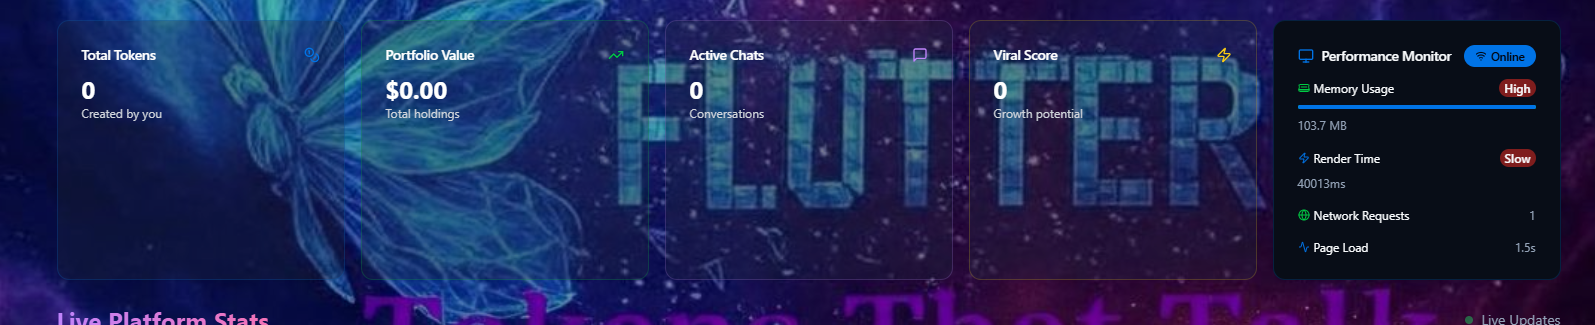 Total Tokens
0
Created by you
Portfolio Value
$0.00
Total holdings
Active Chats
0
Conversations
Viral Score
0
Growth potential
FLUTTER
Performance Monitor
Online
Memory Usage High
103.7 MB
Render Time Slow
40013ms
Network Requests 1
Page Load 1.5s
Tokens That Talk
Live Platform Stats
Live Updates